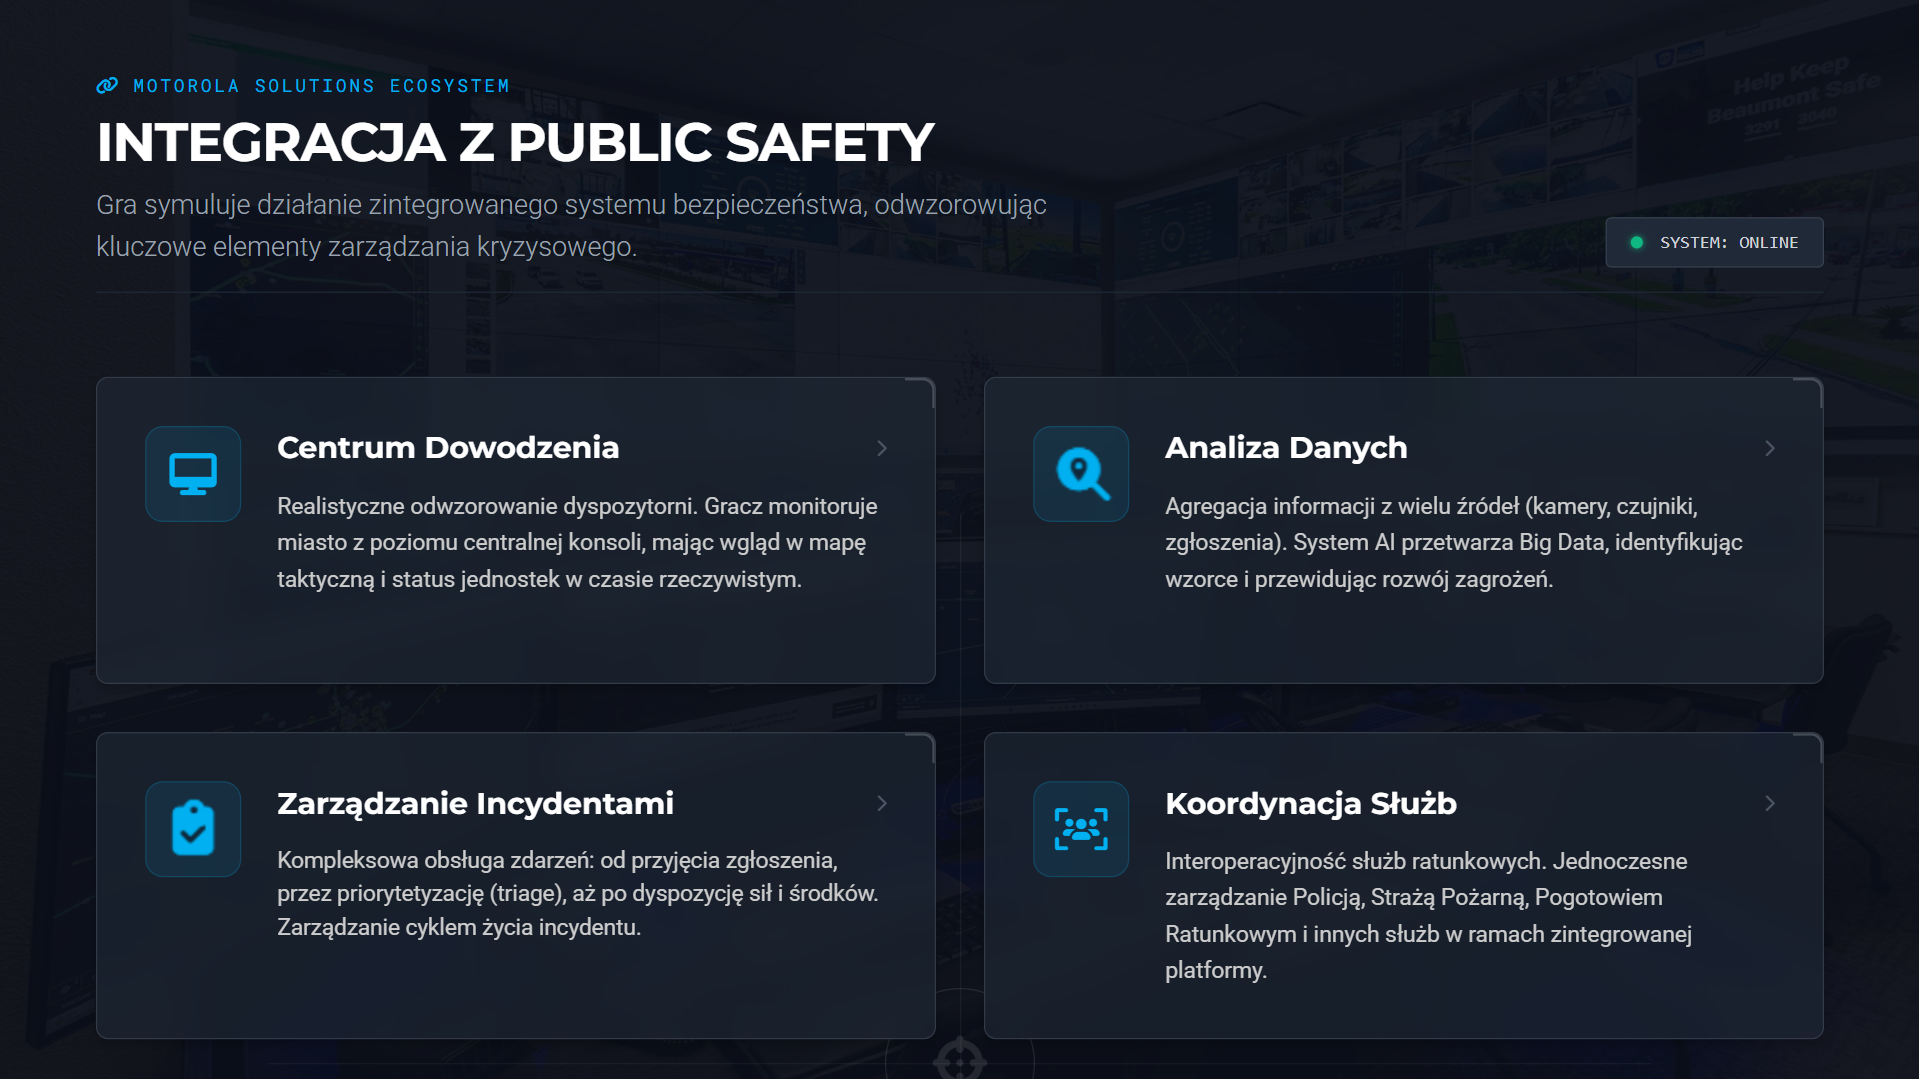 MOTOROLA SOLUTIONS ECOSYSTEM
INTEGRACJA Z PUBLIC SAFETY
Gra symuluje działanie zintegrowanego systemu bezpieczeństwa, odwzorowując
kluczowe elementy zarządzania kryzysowego.
SYSTEM: ONLINE
Help Keep
Beaumont Safe
Centrum Dowodzenia
Realistyczne odwzorowanie dyspozytorni. Gracz monitoruje
miasto z poziomu centralnej konsoli, mając wgląd w mapę
taktyczną i status jednostek w czasie rzeczywistym.
Analiza Danych
Agregacja informacji z wielu źródeł (kamery, czujniki,
zgłoszenia). System AI przetwarza Big Data, identyfikując
wzorce i przewidując rozwój zagrożeń.
Zarządzanie Incydentami
Kompleksowa obsługa zdarzeń: od przyjęcia zgłoszenia,
przez priorytetyzację (triage), aż po dyspozycję sił i środków.
Zarządzanie cyklem życia incydentu.
Koordynacja Służb
Interoperacyjność służb ratunkowych. Jednoczesne
zarządzanie Policją, Strażą Pożarną, Pogotowiem
Ratunkowym i innych służb w ramach zintegrowanej
platformy.